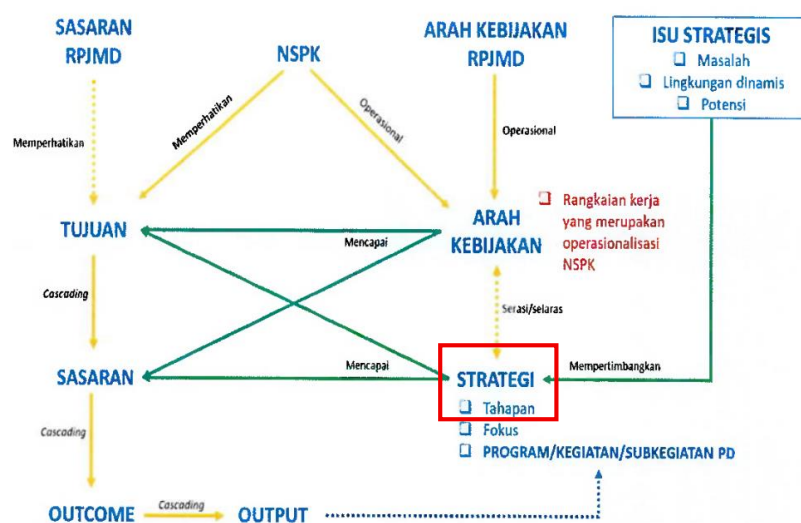 SASARAN
RPJMD
NSPK
ARAH KEBIJAKAN
RPJMD
ISU STRATEGIS
Masalah
Lingkungan dinamis
Potensi
Memperhatikan
Memperhatikan
Operasional
Operasional
TUJUAN
Mencapai
ARAH
KEBIJAKAN
Rangkaian kerja
yang merupakan
operasionalisasi
NSPK
Cascading
Serasi/selaras
SASARAN
Mencapai
STRATEGI
Mempertimbangkan
Tahapan
Fokus
PROGRAM/KEGIATAN/SUBKEGIATAN PD
Cascading
OUTCOME
Cascading
OUTPUT